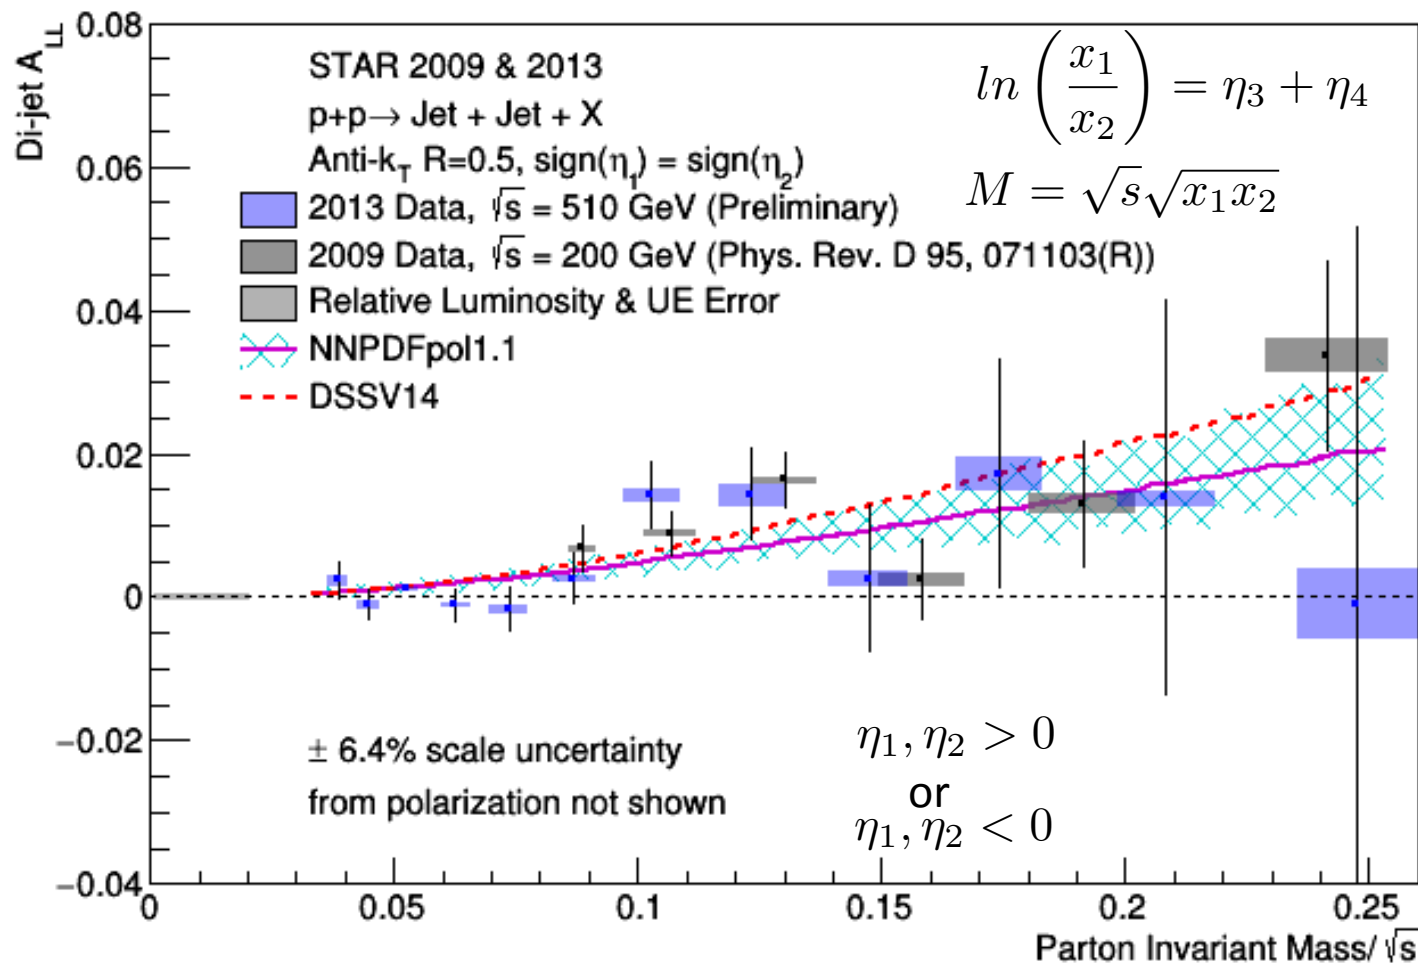 Di-jet A_LL
0.08
0.06
0.04
0.02
0
−0.02
−0.04
STAR 2009 & 2013
p+p→ Jet + Jet + X
Anti-k_T R=0.5, sign(η_1) = sign(η_2)
2013 Data, √s = 510 GeV (Preliminary)
2009 Data, √s = 200 GeV (Phys. Rev. D 95, 071103(R))
Relative Luminosity & UE Error
NNPDFpol1.1
DSSV14
ln(x_1/x_2) = η_3 + η_4
M = √s√x_1x_2
± 6.4% scale uncertainty
from polarization not shown
η_1, η_2 > 0
or
η_1, η_2 < 0
0 0.05 0.1 0.15 0.2 0.25
Parton Invariant Mass/ √s